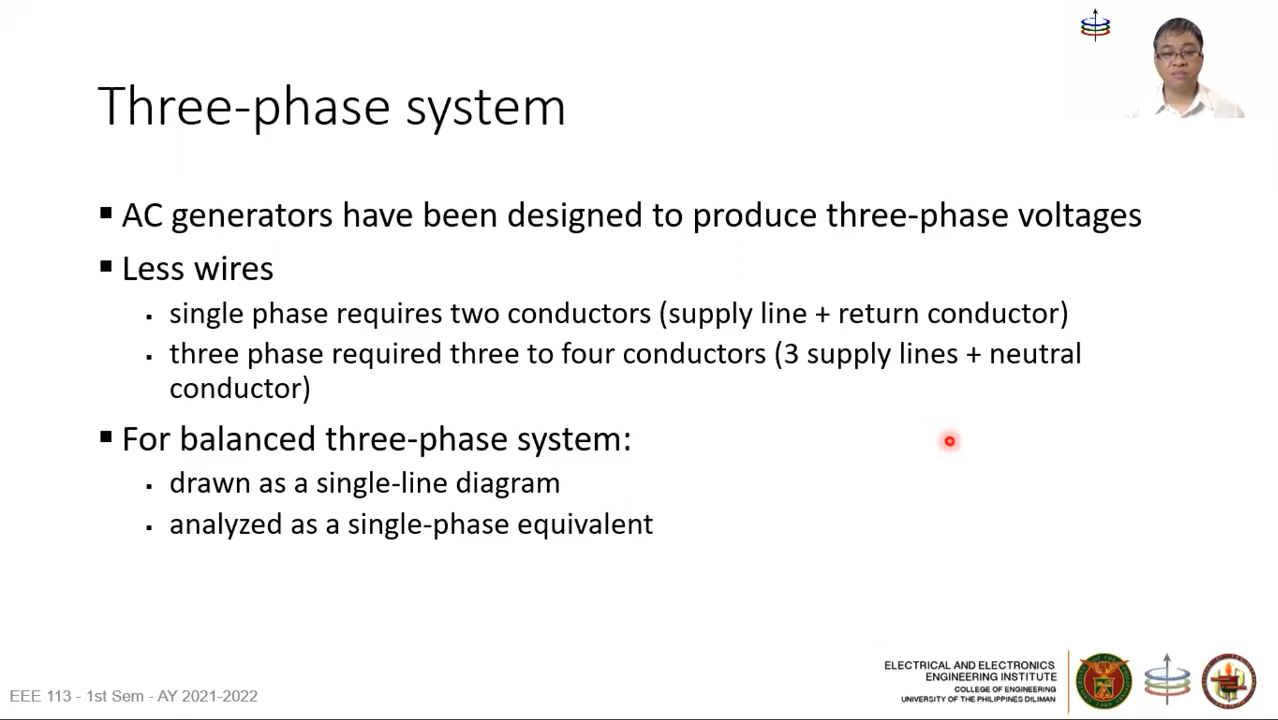 Three-phase system
▪ AC generators have been designed to produce three-phase voltages
▪ Less wires
▪ single phase requires two conductors (supply line + return conductor)
▪ three phase required three to four conductors (3 supply lines + neutral
conductor)
▪ For balanced three-phase system:
▪ drawn as a single-line diagram
▪ analyzed as a single-phase equivalent
ELECTRICAL AND ELECTRONICS
ENGINEERING INSTITUTE
COLLEGE OF ENGINEERING
UNIVERSITY OF THE PHILIPPINES DILIMAN
EEE 113 - 1st Sem - AY 2021-2022